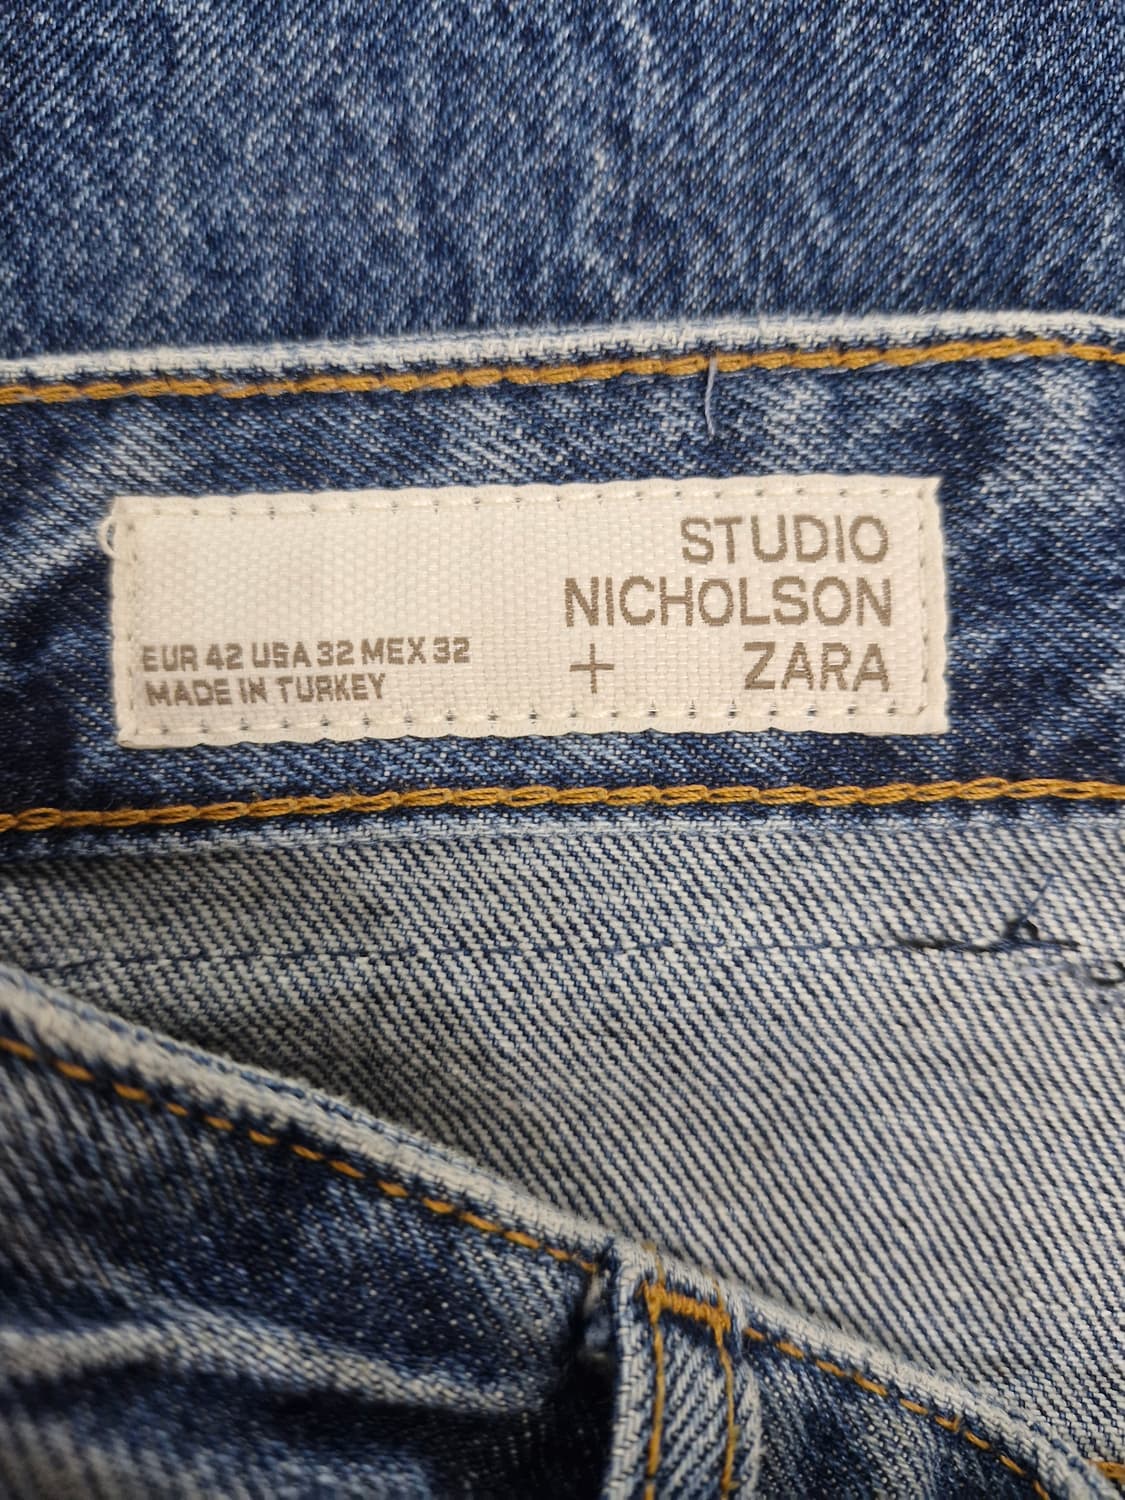 STUDIO
NICHOLSON
+ ZARA
EUR 42 USA 32 MEX 32
MADE IN TURKEY